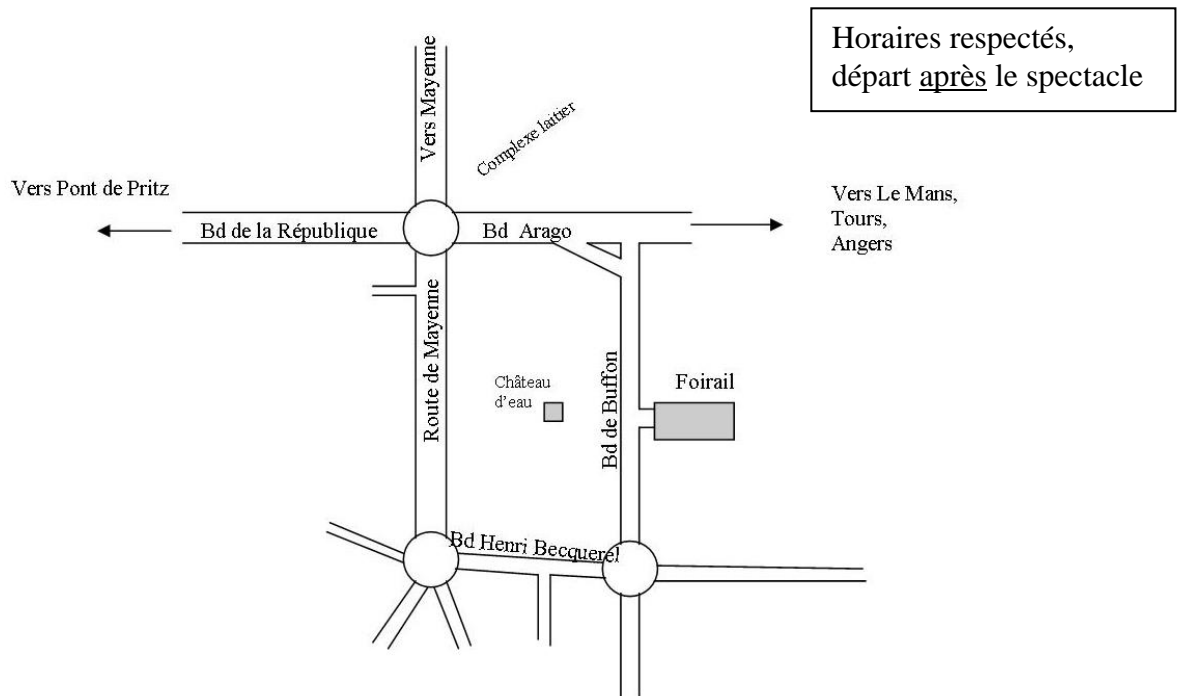 Horaires respectés,
départ après le spectacle
Vers Mayenne
Complexe laitier
Vers Pont de Pritz
Vers Le Mans,
Tours,
Angers
Bd de la République
Bd Arago
Route de Mayenne
Château
d'eau
Bd de Buffon
Foirail
Bd Henri Becquerel